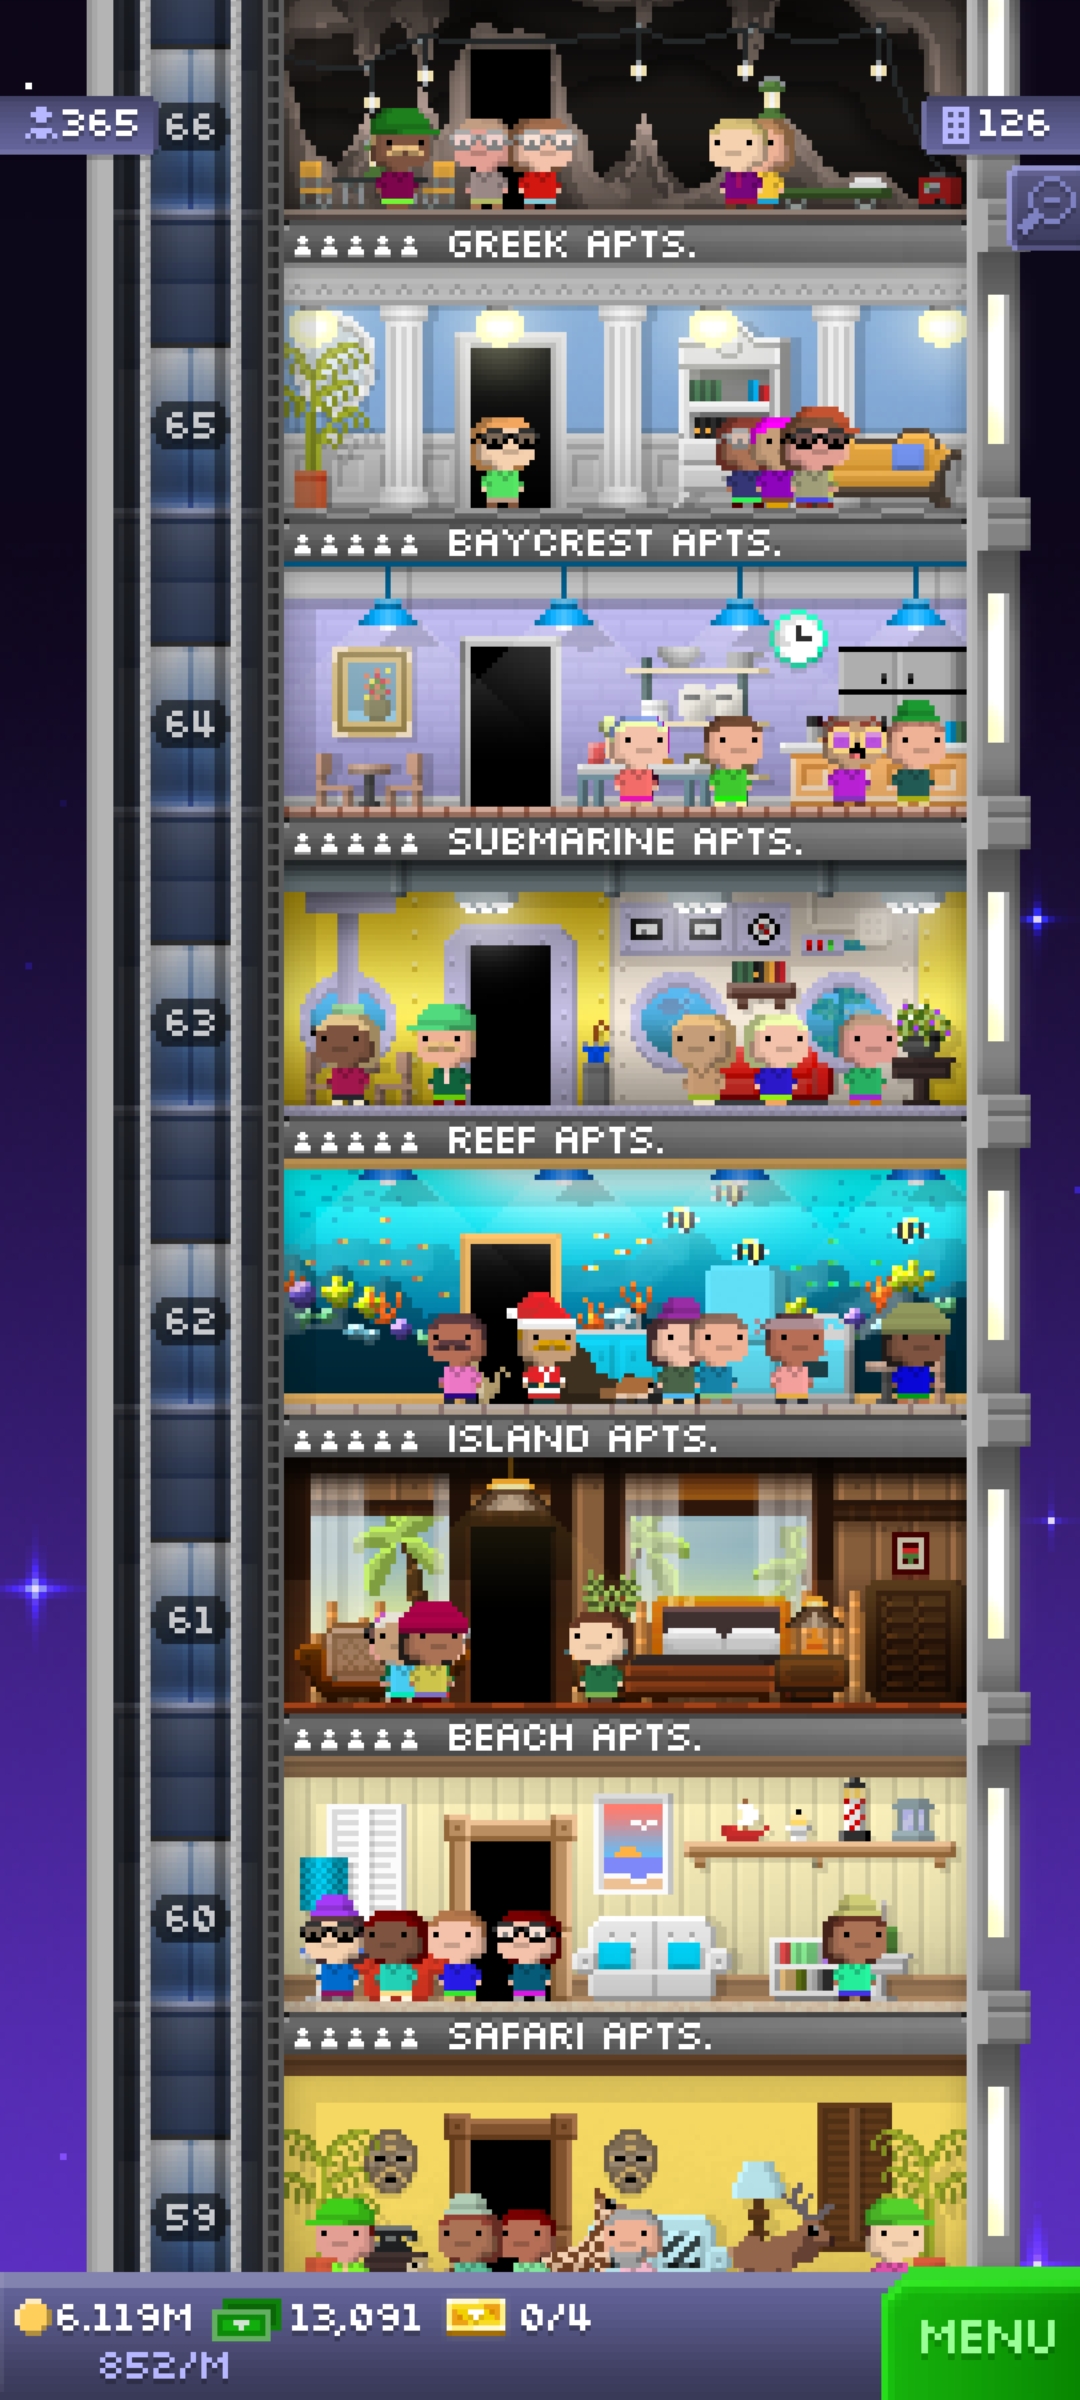 365
66
126
GREEK APTS.
65
BAYCREST APTS.
64
SUBMARINE APTS.
63
REEF APTS.
62
ISLAND APTS.
61
BEACH APTS.
60
SAFARI APTS.
59
6.119M 13,091 0/4
852/M
MENU